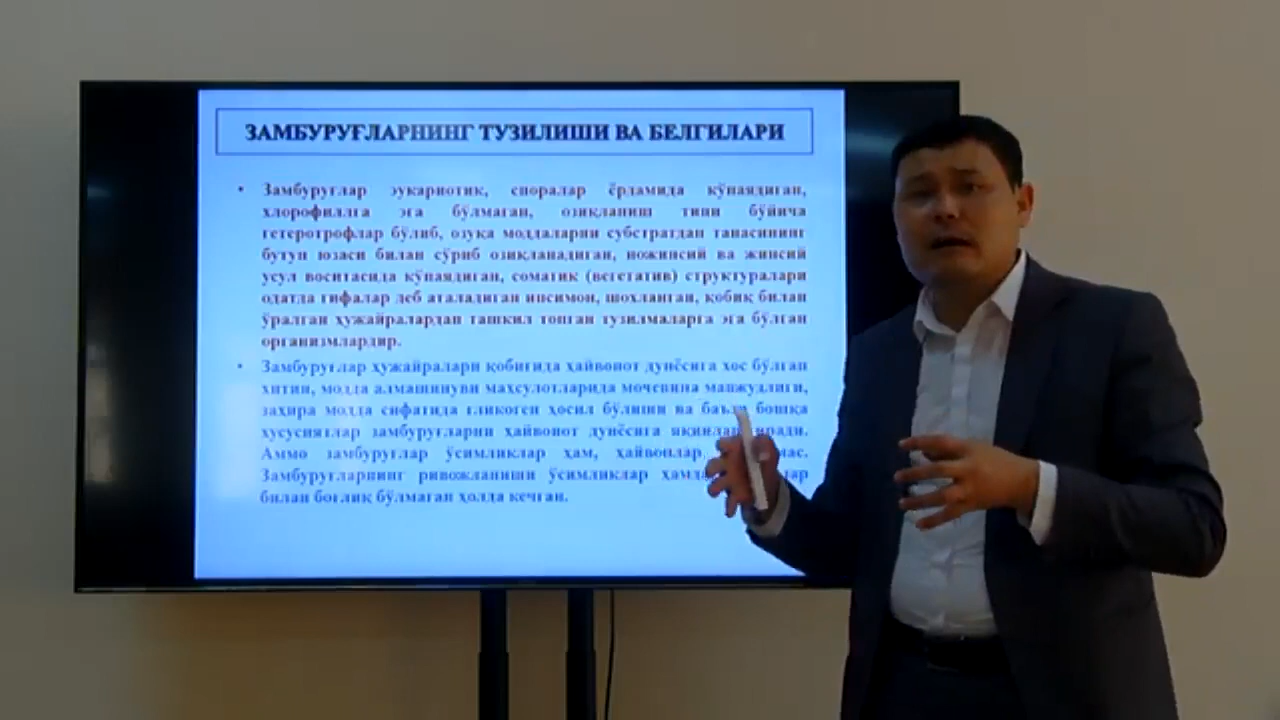 ЗАМБУРУҒЛАРНИНГ ТУЗИЛИШИ ВА БЕЛГИЛАРИ
• Замбуруғлар эукариотик, споралар ёрдамида кўпаядиган,
хлорофиллга эга бўлмаган, озиқланиш типи бўйича
гетеротрофлар бўлиб, озуқа моддаларни субстратдан танасининг
бутун юзаси билан сўриб озиқланадиган, ножинсий ва жинсий
усул воситасида кўпаядиган, соматик (вегетатив) структуралари
одатда гифалар деб аталадиган ипсимон, шохланган, қобиқ билан
ўралган ҳужайралардан ташкил топган тузилмаларга эга бўлган
организмлардир.
• Замбуруғлар ҳужайралари қобиғида ҳайвонот дунёсига хос бўлган
хитин, модда алмашинуви маҳсулотларида мочевина мавжудлиги,
заҳира модда сифатида гликоген ҳосил бўлиши ва баъзи бошқа
хусусиятлар замбуруғларни ҳайвонот дунёсига
Аммо замбуруғлар ўсимликлар ҳам, ҳайвонлар
Замбуруғларнинг ривожланиши ўсимликлар
билан боғлиқ бўлмаган ҳолда кечган.